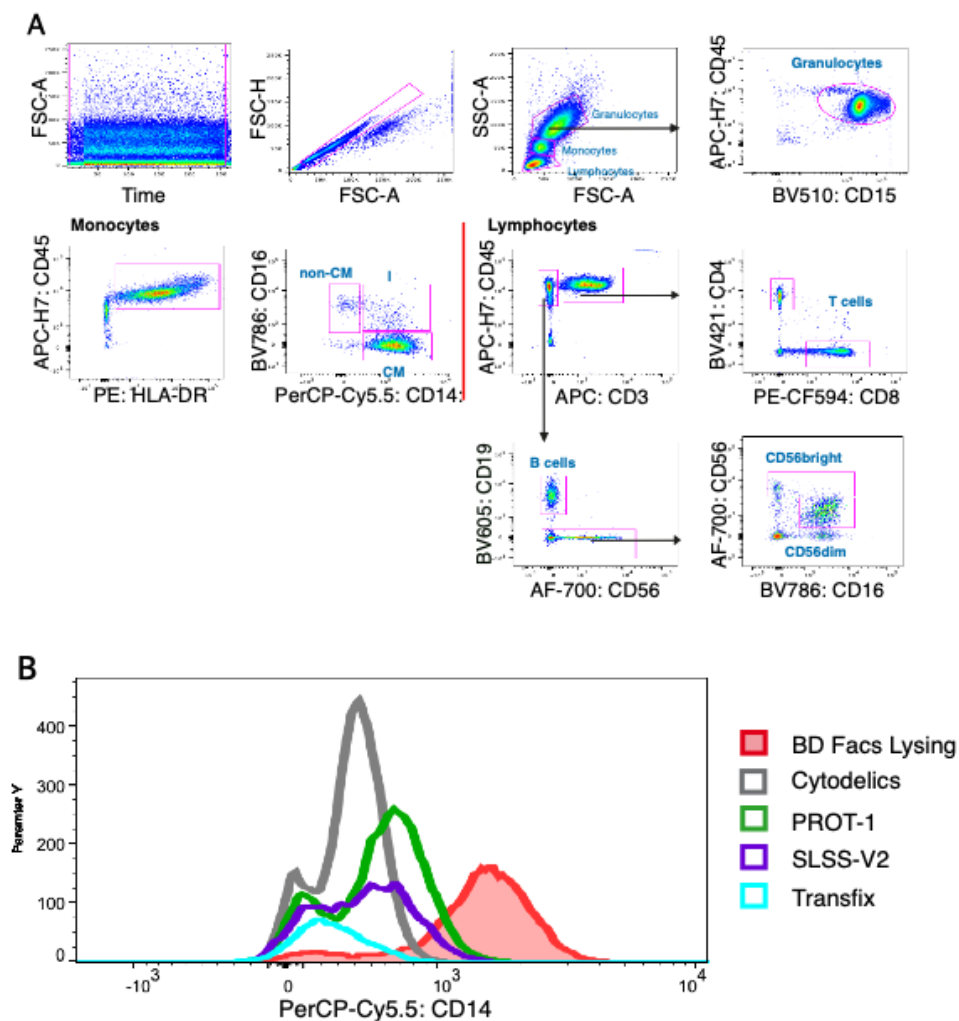 A
FSC-A
Time
FSC-H
FSC-A
SSC-A
Granulocytes
Monocytes
Lymphocytes
FSC-A
APC-H7: CD45
Granulocytes
BV510: CD15
Monocytes
APC-H7: CD45
PE: HLA-DR
BV786: CD16
non-CM
I
CM
PerCP-Cy5.5: CD14:
Lymphocytes
APC-H7: CD45
APC: CD3
BV421: CD4
T cells
PE-CF594: CD8
BV605: CD19
B cells
AF-700: CD56
AF-700: CD56
CD56bright
CD56dim
BV786: CD16
B
400
300
200
100
0
-10³
0
10³
10⁴
PerCP-Cy5.5: CD14
BD Facs Lysing
Cytodelics
PROT-1
SLSS-V2
Transfix